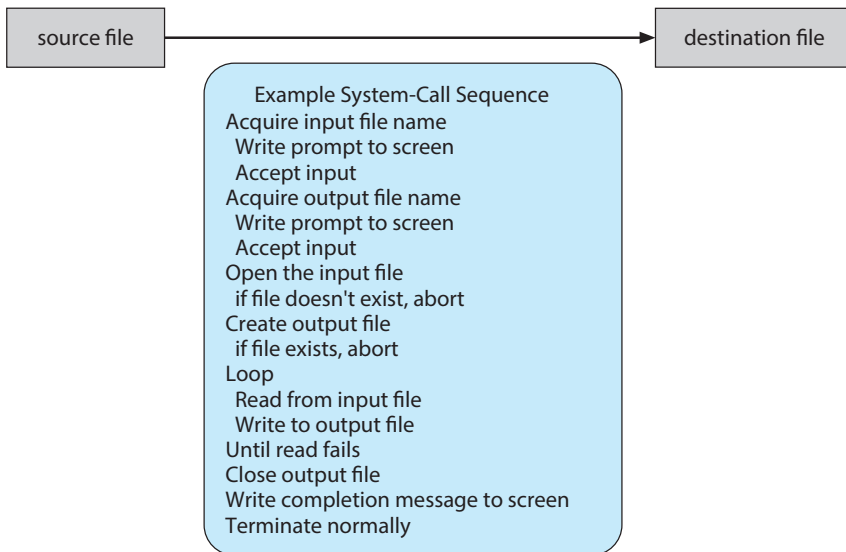 source file
destination file
Example System-Call Sequence
Acquire input file name
Write prompt to screen
Accept input
Acquire output file name
Write prompt to screen
Accept input
Open the input file
if file doesn't exist, abort
Create output file
if file exists, abort
Loop
Read from input file
Write to output file
Until read fails
Close output file
Write completion message to screen
Terminate normally